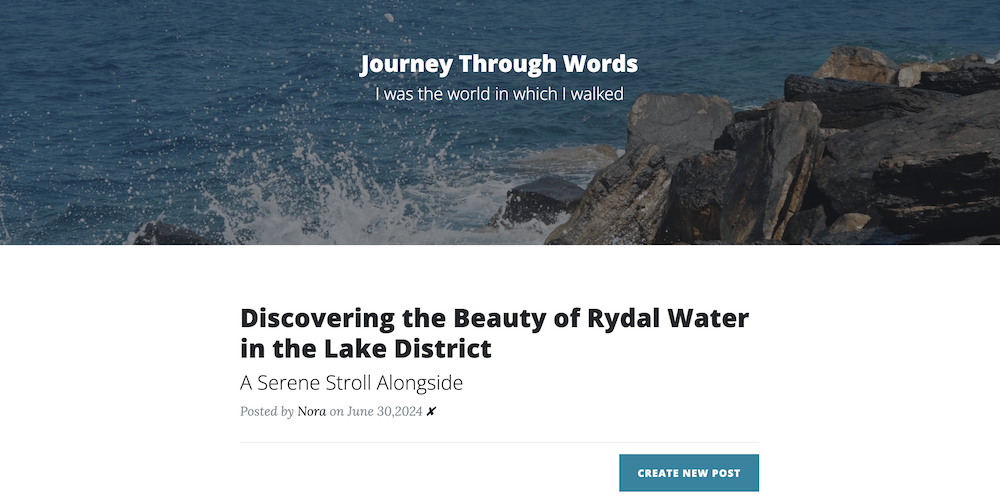 Journey Through Words
I was the world in which I walked
Discovering the Beauty of Rydal Water
in the Lake District
A Serene Stroll Alongside
Posted by Nora on June 30,2024 ✘
CREATE NEW POST